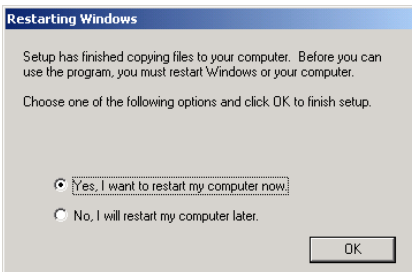 Restarting Windows
Setup has finished copying files to your computer. Before you can
use the program, you must restart Windows or your computer.
Choose one of the following options and click OK to finish setup.
Yes, I want to restart my computer now.
No, I will restart my computer later.
OK